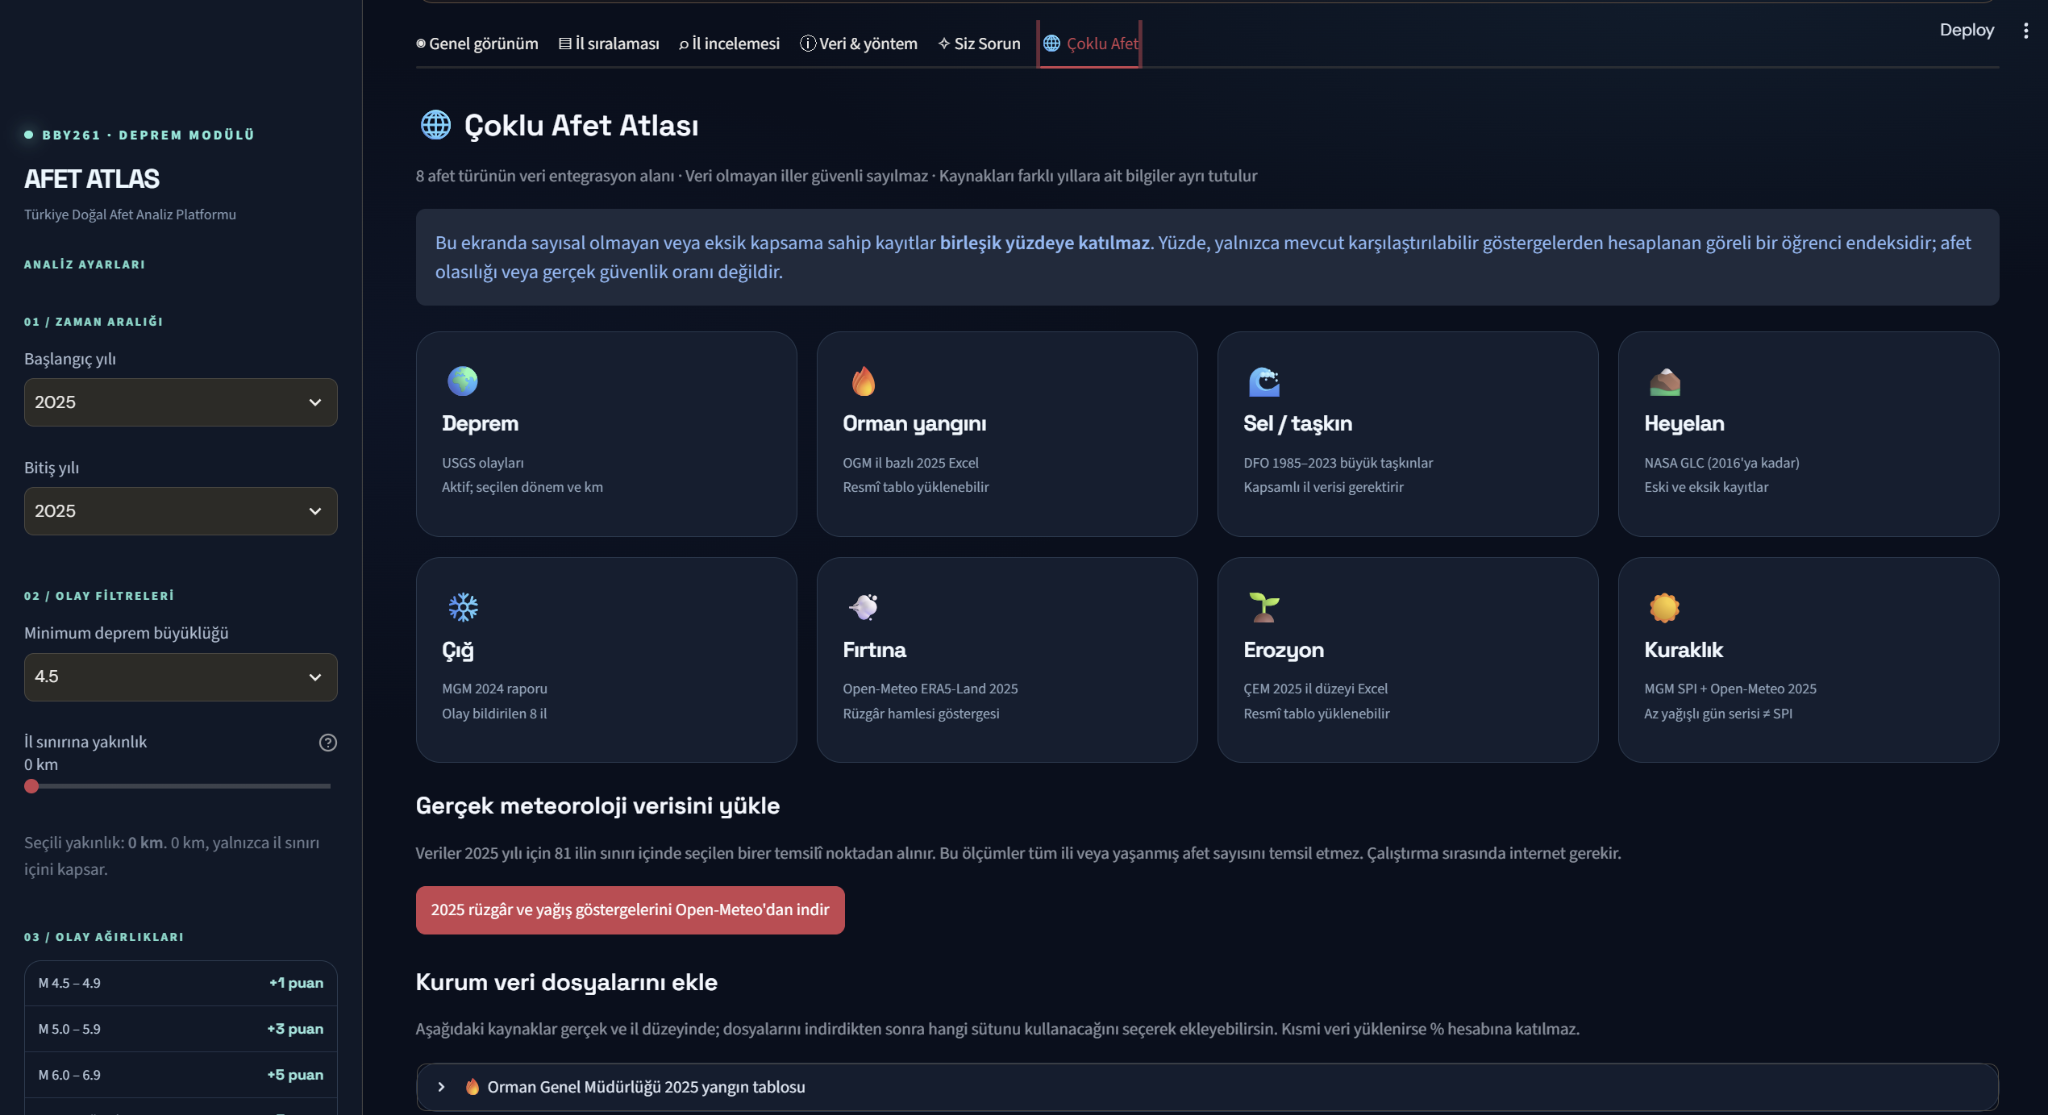 BBY261 · DEPREM MODÜLÜ
AFET ATLAS
Türkiye Doğal Afet Analiz Platformu
ANALİZ AYARLARI
01 / ZAMAN ARALIĞI
Başlangıç yılı
2025
Bitiş yılı
2025
02 / OLAY FİLTRELERİ
Minimum deprem büyüklüğü
4.5
İl sınırına yakınlık
0 km
Seçili yakınlık: 0 km. 0 km, yalnızca il sınırı
içini kapsar.
03 / OLAY AĞIRLIKLARI
M 4.5 – 4.9 +1 puan
M 5.0 – 5.9 +3 puan
M 6.0 – 6.9 +5 puan
Deploy
Genel görünüm İl sıralaması İl incelemesi Veri & yöntem Siz Sorun Çoklu Afet
Çoklu Afet Atlası
8 afet türünün veri entegrasyon alanı · Veri olmayan iller güvenli sayılmaz · Kaynakları farklı yıllara ait bilgiler ayrı tutulur
Bu ekranda sayısal olmayan veya eksik kapsama sahip kayıtlar birleşik yüzdeye katılmaz. Yüzde, yalnızca mevcut karşılaştırılabilir göstergelerden hesaplanan göreli bir öğrenci endeksidir; afet
olasılığı veya gerçek güvenlik oranı değildir.
Deprem
USGS olayları
Aktif; seçilen dönem ve km
Orman yangını
OGM il bazlı 2025 Excel
Resmî tablo yüklenebilir
Sel / taşkın
DFO 1985–2023 büyük taşkınlar
Kapsamlı il verisi gerektirir
Heyelan
NASA GLC (2016'ya kadar)
Eski ve eksik kayıtlar
Çığ
MGM 2024 raporu
Olay bildirilen 8 il
Fırtına
Open-Meteo ERA5-Land 2025
Rüzgâr hamlesi göstergesi
Erozyon
ÇEM 2025 il düzeyi Excel
Resmî tablo yüklenebilir
Kuraklık
MGM SPI + Open-Meteo 2025
Az yağışlı gün serisi ≠ SPI
Gerçek meteoroloji verisini yükle
Veriler 2025 yılı için 81 ilin sınırı içinde seçilen birer temsilî noktadan alınır. Bu ölçümler tüm ili veya yaşanmış afet sayısını temsil etmez. Çalıştırma sırasında internet gerekir.
2025 rüzgâr ve yağış göstergelerini Open-Meteo'dan indir
Kurum veri dosyalarını ekle
Aşağıdaki kaynaklar gerçek ve il düzeyinde; dosyalarını indirdikten sonra hangi sütunu kullanacağını seçerek ekleyebilirsin. Kısmi veri yüklenirse % hesabına katılmaz.
Orman Genel Müdürlüğü 2025 yangın tablosu